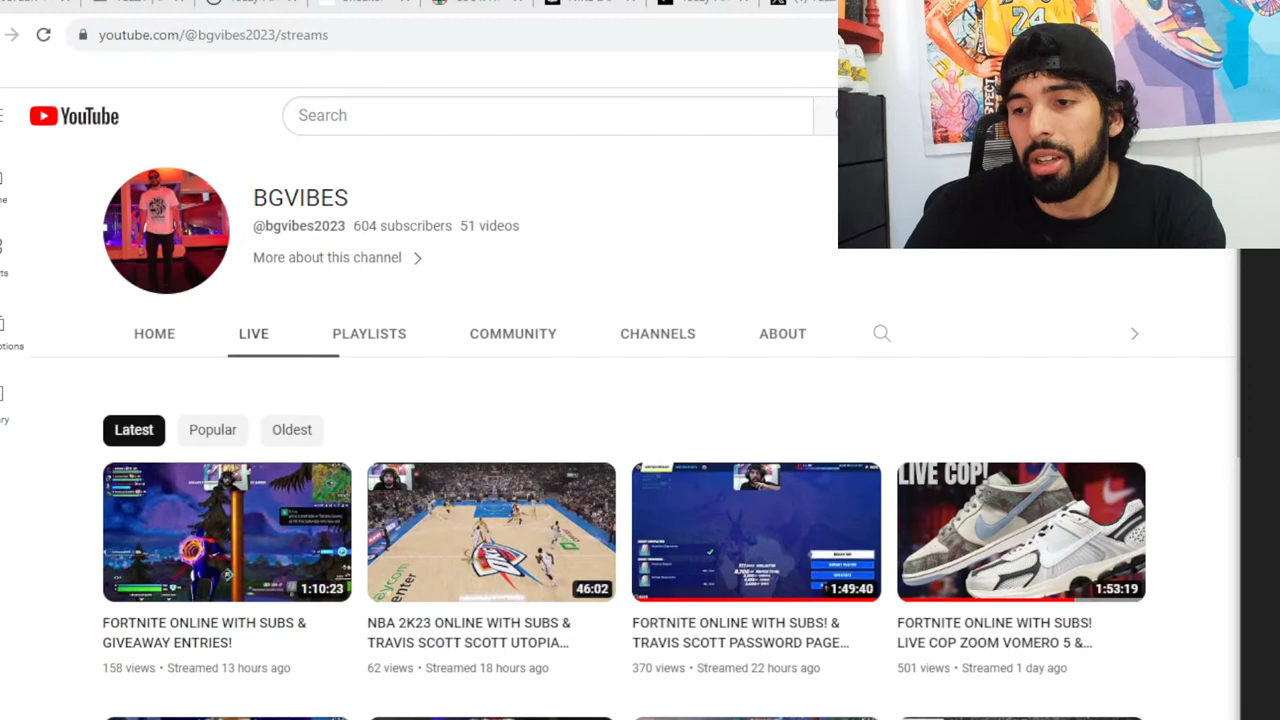 youtube.com/@bgvibes2023/streams
YouTube
Search
BGVIBES
@bgvibes2023 604 subscribers 51 videos
More about this channel
HOME LIVE PLAYLISTS COMMUNITY CHANNELS ABOUT
Latest Popular Oldest
LIVE COP!
1:10:23 46:02 1:49:40 1:53:19
FORTNITE ONLINE WITH SUBS &
GIVEAWAY ENTRIES!
158 views • Streamed 13 hours ago
NBA 2K23 ONLINE WITH SUBS &
TRAVIS SCOTT SCOTT UTOPIA...
62 views • Streamed 18 hours ago
FORTNITE ONLINE WITH SUBS! &
TRAVIS SCOTT PASSWORD PAGE...
370 views • Streamed 22 hours ago
FORTNITE ONLINE WITH SUBS!
LIVE COP ZOOM VOMERO 5 &...
501 views • Streamed 1 day ago
24